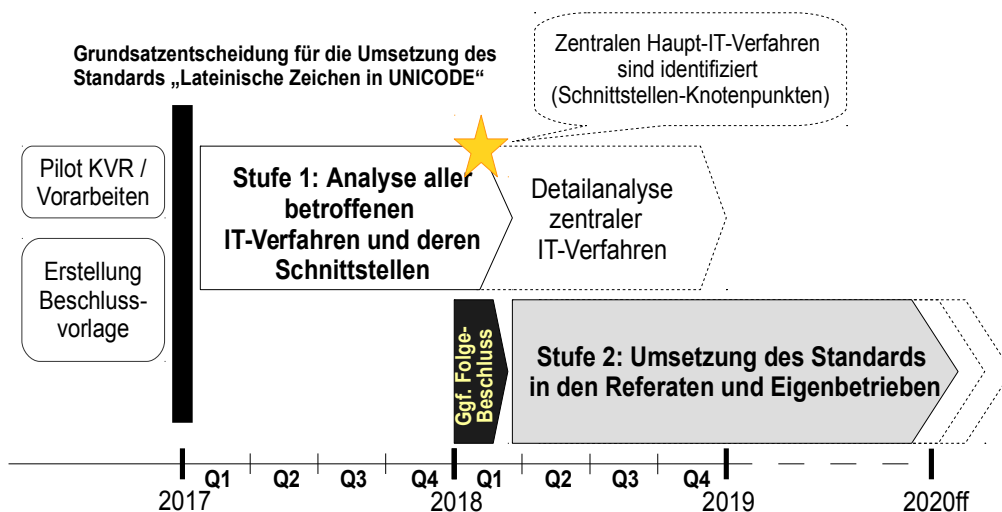 Grundsatzentscheidung für die Umsetzung des
Standards „Lateinische Zeichen in UNICODE“
Zentralen Haupt-IT-Verfahren
sind identifiziert
(Schnittstellen-Knotenpunkten)
Pilot KVR /
Vorarbeiten
Erstellung
Beschluss-
vorlage
Stufe 1: Analyse aller
betroffenen
IT-Verfahren und deren
Schnittstellen
Detailanalyse
zentraler
IT-Verfahren
Ggf. Folge-
Beschluss
Stufe 2: Umsetzung des Standards
in den Referaten und Eigenbetrieben
Q1 Q2 Q3 Q4 Q1 Q2 Q3 Q4
2017 2018 2019 2020ff